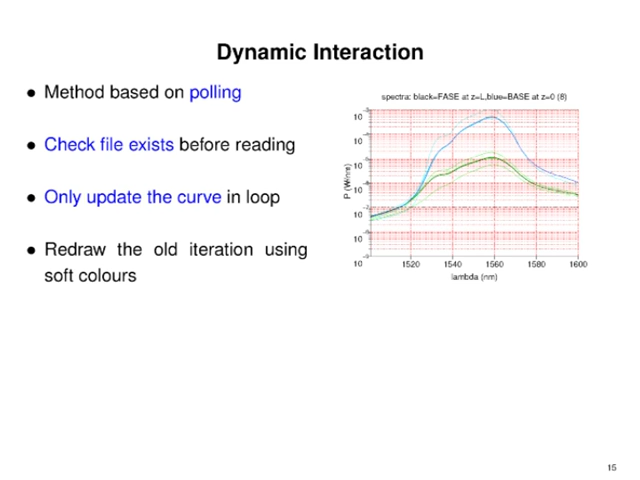 Dynamic Interaction
• Method based on polling
• Check file exists before reading
• Only update the curve in loop
• Redraw the old iteration using
soft colours
spectra: black=FASE at z=L,blue=BASE at z=0 (8)
P (W/nm)
10
10
10
10
10
10
10
1520 1540 1560 1580 1600
lambda (nm)
15